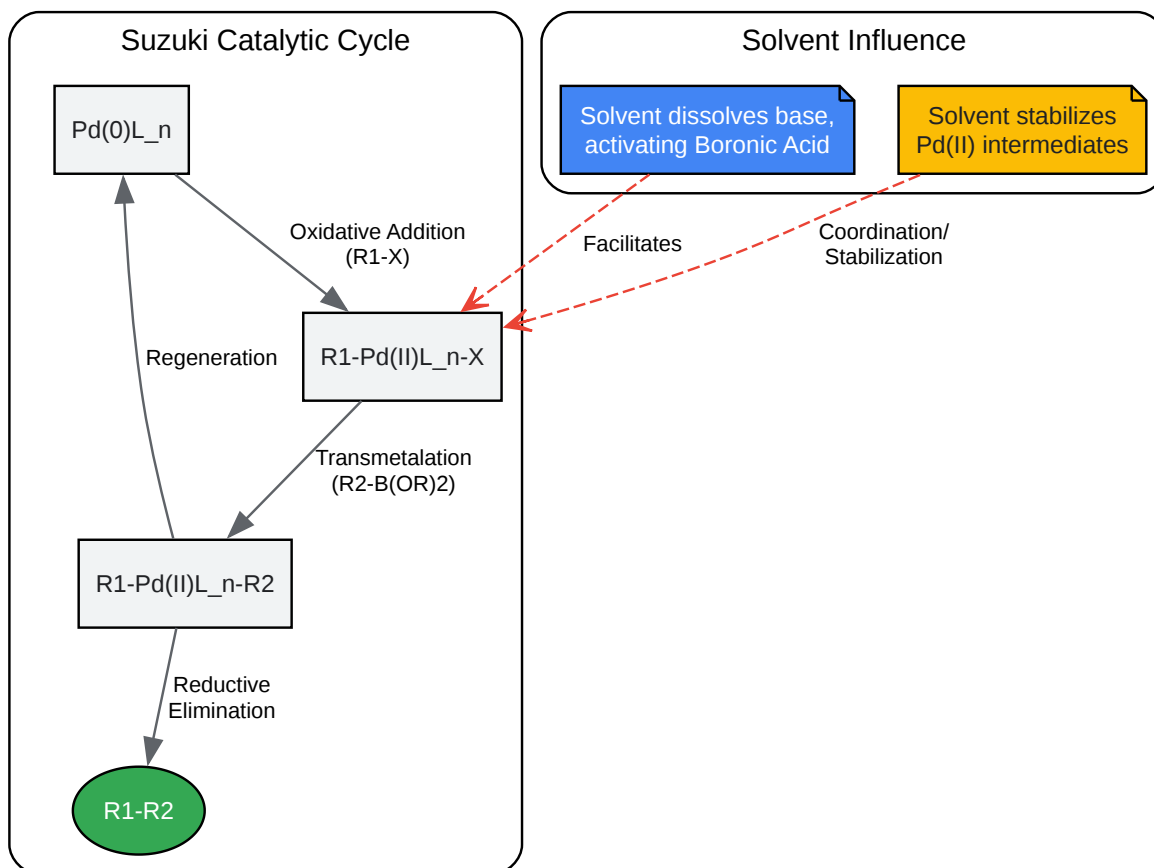 Suzuki Catalytic Cycle
Pd(0)L_n
Oxidative Addition
(R1-X)
Regeneration
R1-Pd(II)L_n-X
Transmetalation
(R2-B(OR)2)
R1-Pd(II)L_n-R2
Reductive
Elimination
R1-R2
Solvent Influence
Solvent dissolves base,
activating Boronic Acid
Solvent stabilizes
Pd(II) intermediates
Facilitates
Coordination/
Stabilization